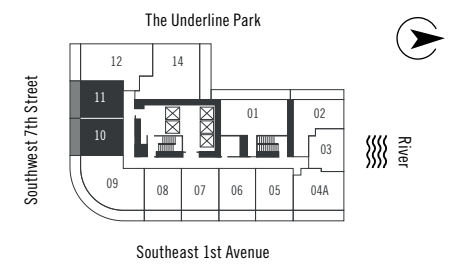 The Underline Park
12
14
11
Southwest 7th Street
01
02
10
03
River
09
08
07
06
05
04A
Southeast 1st Avenue